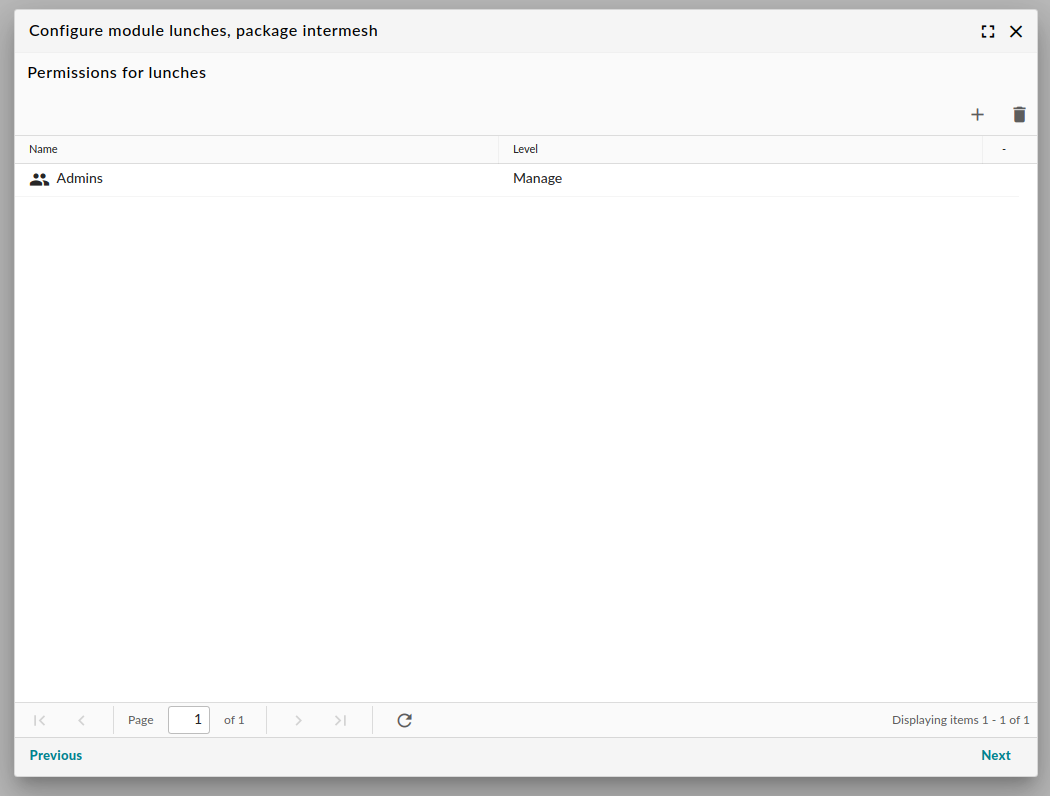 Configure module lunches, package intermesh
Permissions for lunches
Name Level -
Admins Manage
Page 1 of 1 Displaying items 1 - 1 of 1
Previous Next